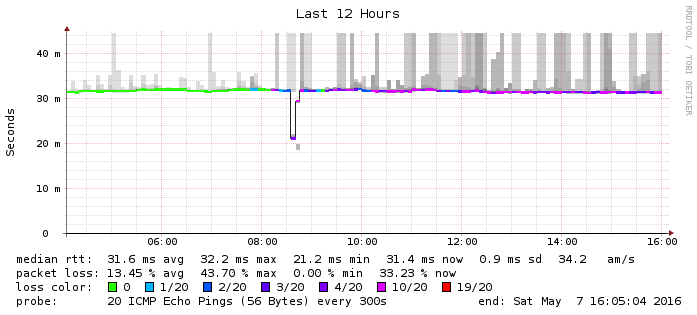 Last 12 Hours
RRDTOOL / TOBI OETIKER
Seconds
40 m
30 m
20 m
10 m
0
06:00 08:00 10:00 12:00 14:00 16:00
median rtt: 31.6 ms avg 32.2 ms max 21.2 ms min 31.4 ms now 0.9 ms sd 34.2 am/s
packet loss: 13.45 % avg 43.70 % max 0.00 % min 33.23 % now
loss color: 0 1/20 2/20 3/20 4/20 10/20 19/20
probe: 20 ICMP Echo Pings (56 Bytes) every 300s end: Sat May 7 16:05:04 2016